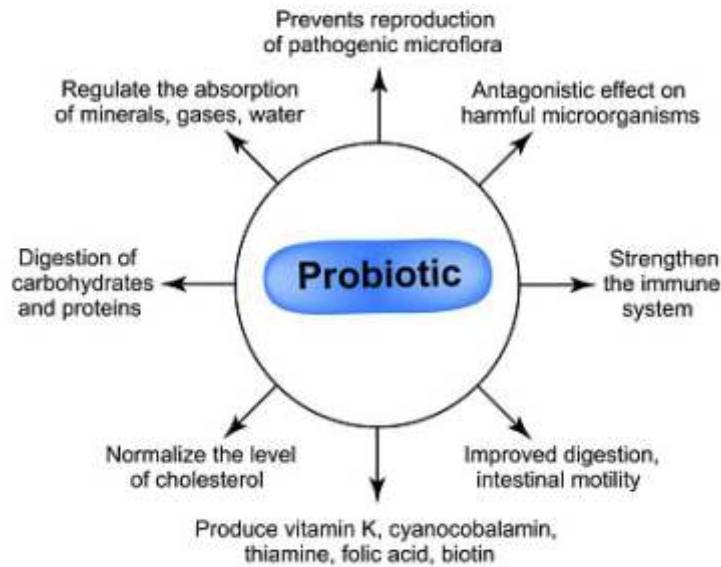 Prevents reproduction
of pathogenic microflora
Regulate the absorption
of minerals, gases, water
Antagonistic effect on
harmful microorganisms
Digestion of
carbohydrates
and proteins
Probiotic
Strengthen
the immune
system
Normalize the level
of cholesterol
Improved digestion,
intestinal motility
Produce vitamin K, cyanocobalamin,
thiamine, folic acid, biotin